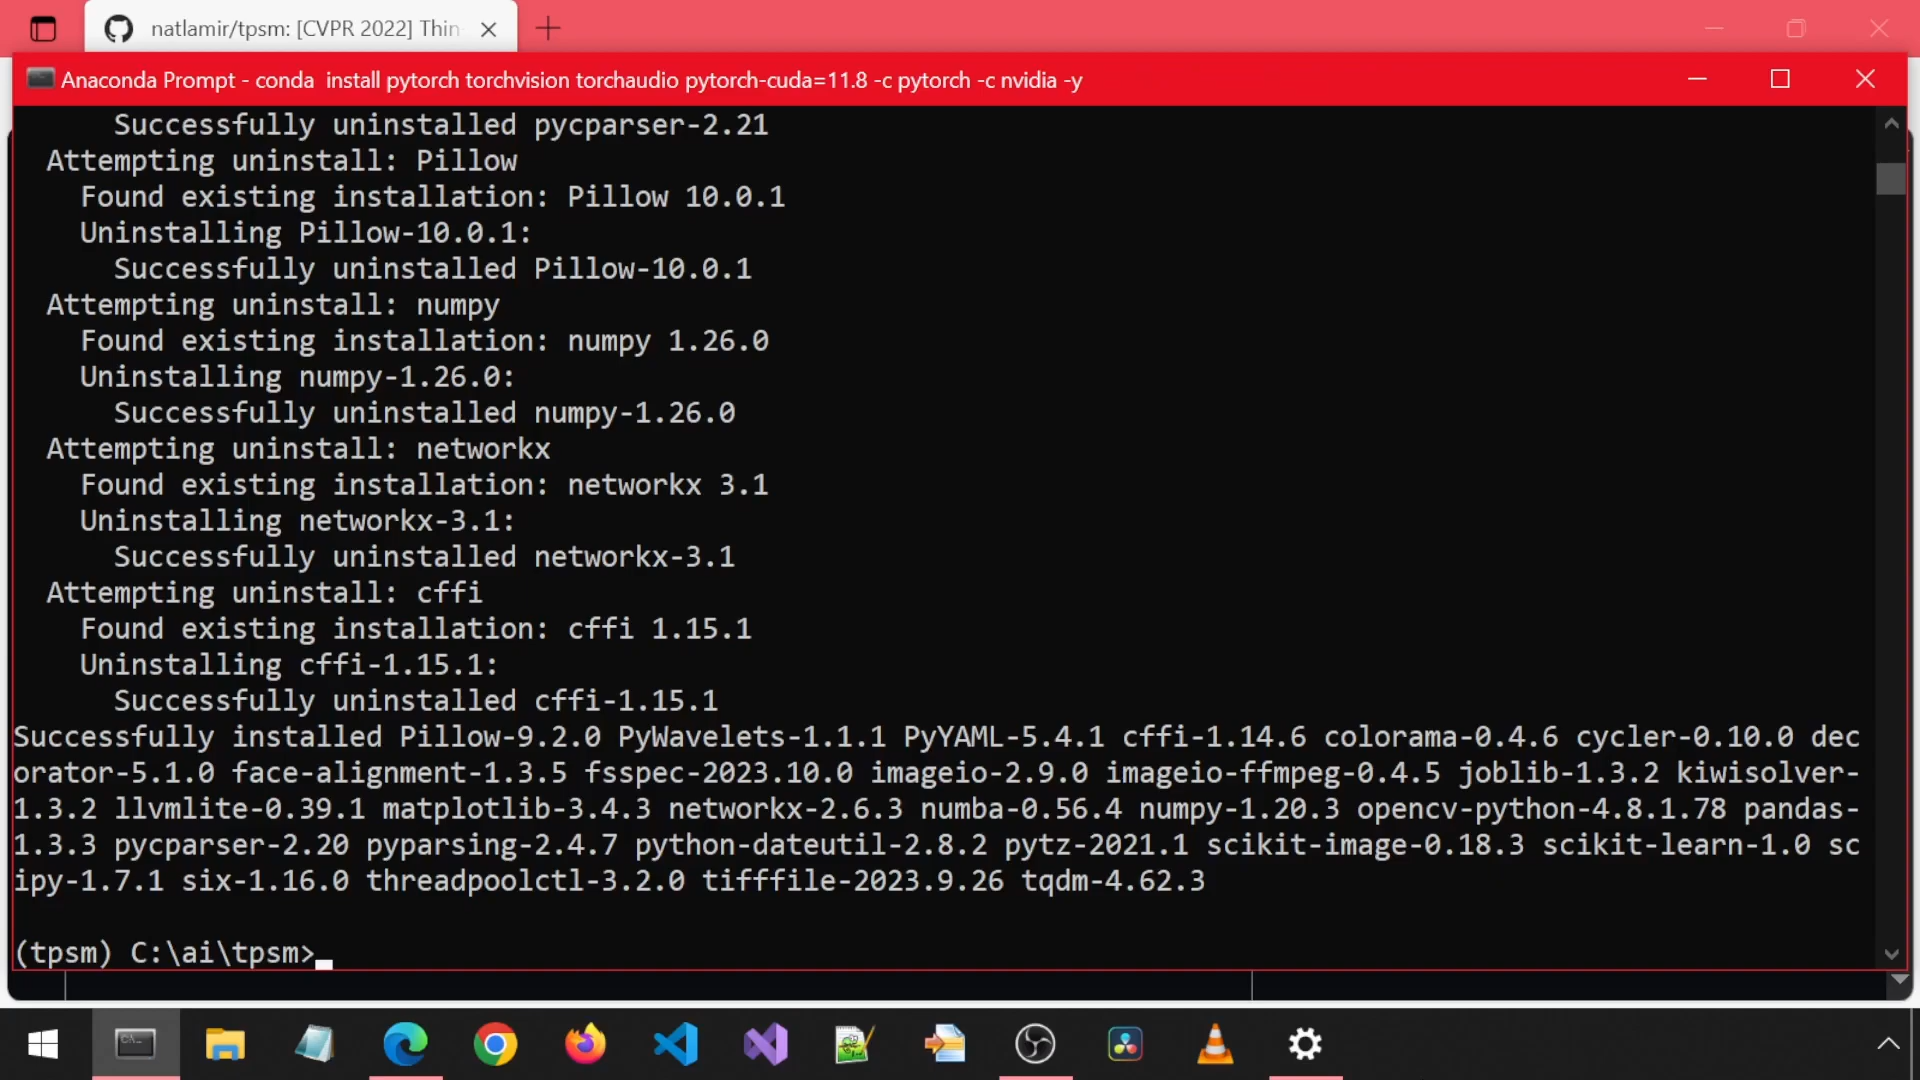 natlamir/tpsm: [CVPR 2022] Thin-
Anaconda Prompt - conda  install pytorch torchvision torchaudio pytorch-cuda=11.8 -c pytorch -c nvidia -y
Successfully uninstalled pycparser-2.21
Attempting uninstall: Pillow
Found existing installation: Pillow 10.0.1
Uninstalling Pillow-10.0.1:
Successfully uninstalled Pillow-10.0.1
Attempting uninstall: numpy
Found existing installation: numpy 1.26.0
Uninstalling numpy-1.26.0:
Successfully uninstalled numpy-1.26.0
Attempting uninstall: networkx
Found existing installation: networkx 3.1
Uninstalling networkx-3.1:
Successfully uninstalled networkx-3.1
Attempting uninstall: cffi
Found existing installation: cffi 1.15.1
Uninstalling cffi-1.15.1:
Successfully uninstalled cffi-1.15.1
Successfully installed Pillow-9.2.0 PyWavelets-1.1.1 PyYAML-5.4.1 cffi-1.14.6 colorama-0.4.6 cycler-0.10.0 dec
orator-5.1.0 face-alignment-1.3.5 fsspec-2023.10.0 imageio-2.9.0 imageio-ffmpeg-0.4.5 joblib-1.3.2 kiwisolver-
1.3.2 llvmlite-0.39.1 matplotlib-3.4.3 networkx-2.6.3 numba-0.56.4 numpy-1.20.3 opencv-python-4.8.1.78 pandas-
1.3.3 pycparser-2.20 pyparsing-2.4.7 python-dateutil-2.8.2 pytz-2021.1 scikit-image-0.18.3 scikit-learn-1.0 sc
ipy-1.7.1 six-1.16.0 threadpoolctl-3.2.0 tifffile-2023.9.26 tqdm-4.62.3
(tpsm) C:\ai\tpsm>